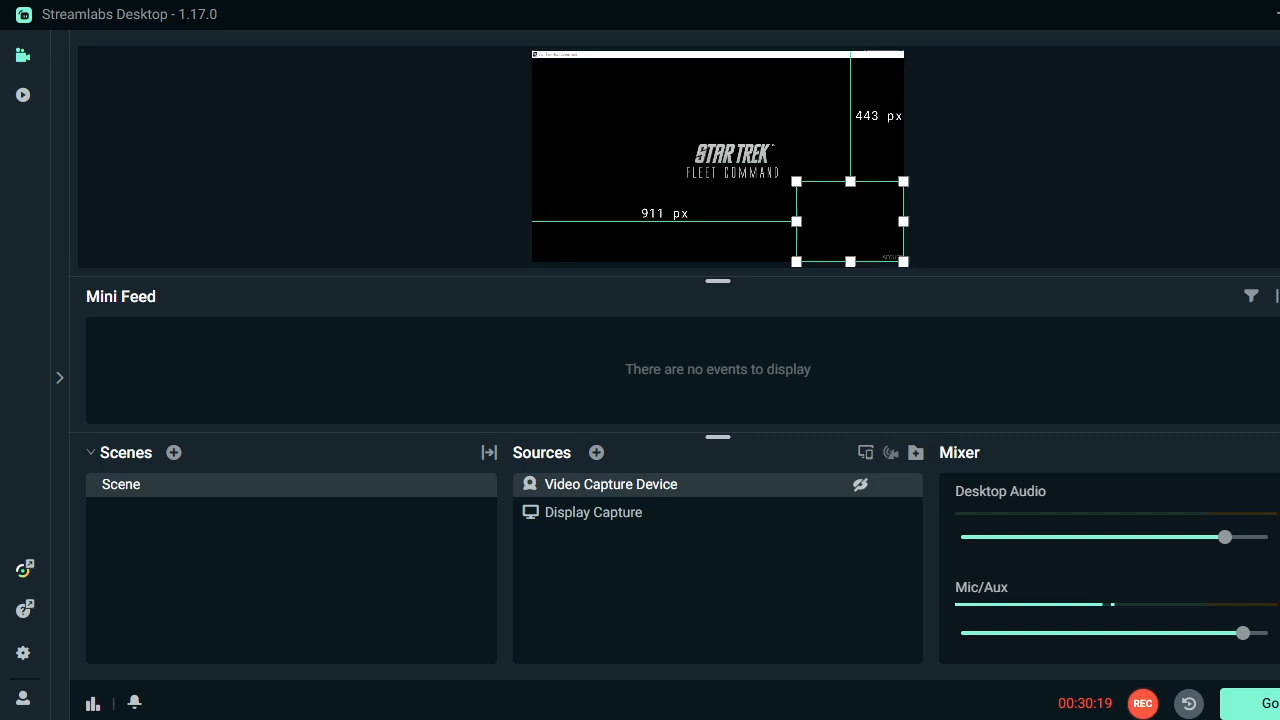 Streamlabs Desktop - 1.17.0
443 px
STAR TREK
FLEET COMMAND
911 px
Mini Feed
There are no events to display
Scenes
Sources
Mixer
Scene
Video Capture Device
Display Capture
Desktop Audio
Mic/Aux
00:30:19
REC
Go